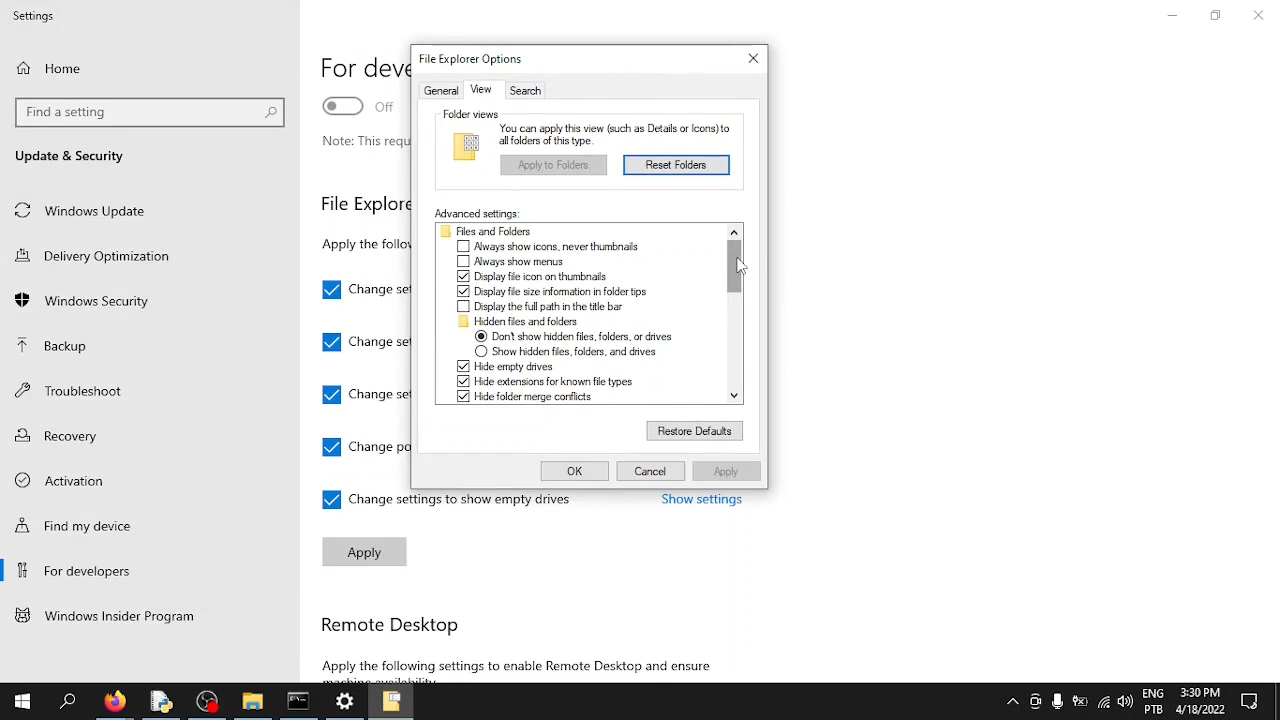 Settings
Home
Find a setting
Update & Security
Windows Update
Delivery Optimization
Windows Security
Backup
Troubleshoot
Recovery
Activation
Find my device
For developers
Windows Insider Program
For deve
Off
Note: This requ
File Explore
Apply the follow
Change set
Change set
Change set
Change po
Change settings to show empty drives
Show settings
Apply
Remote Desktop
Apply the following settings to enable Remote Desktop and ensure
machine availability
File Explorer Options
General
View
Search
Folder views
You can apply this view (such as Details or Icons) to
all folders of this type.
Apply to Folders
Reset Folders
Advanced settings:
Files and Folders
Always show icons, never thumbnails
Always show menus
Display file icon on thumbnails
Display file size information in folder tips
Display the full path in the title bar
Hidden files and folders
Don't show hidden files, folders, or drives
Show hidden files, folders, and drives
Hide empty drives
Hide extensions for known file types
Hide folder merge conflicts
Restore Defaults
OK
Cancel
Apply
ENG
PTB
3:30 PM
4/18/2022